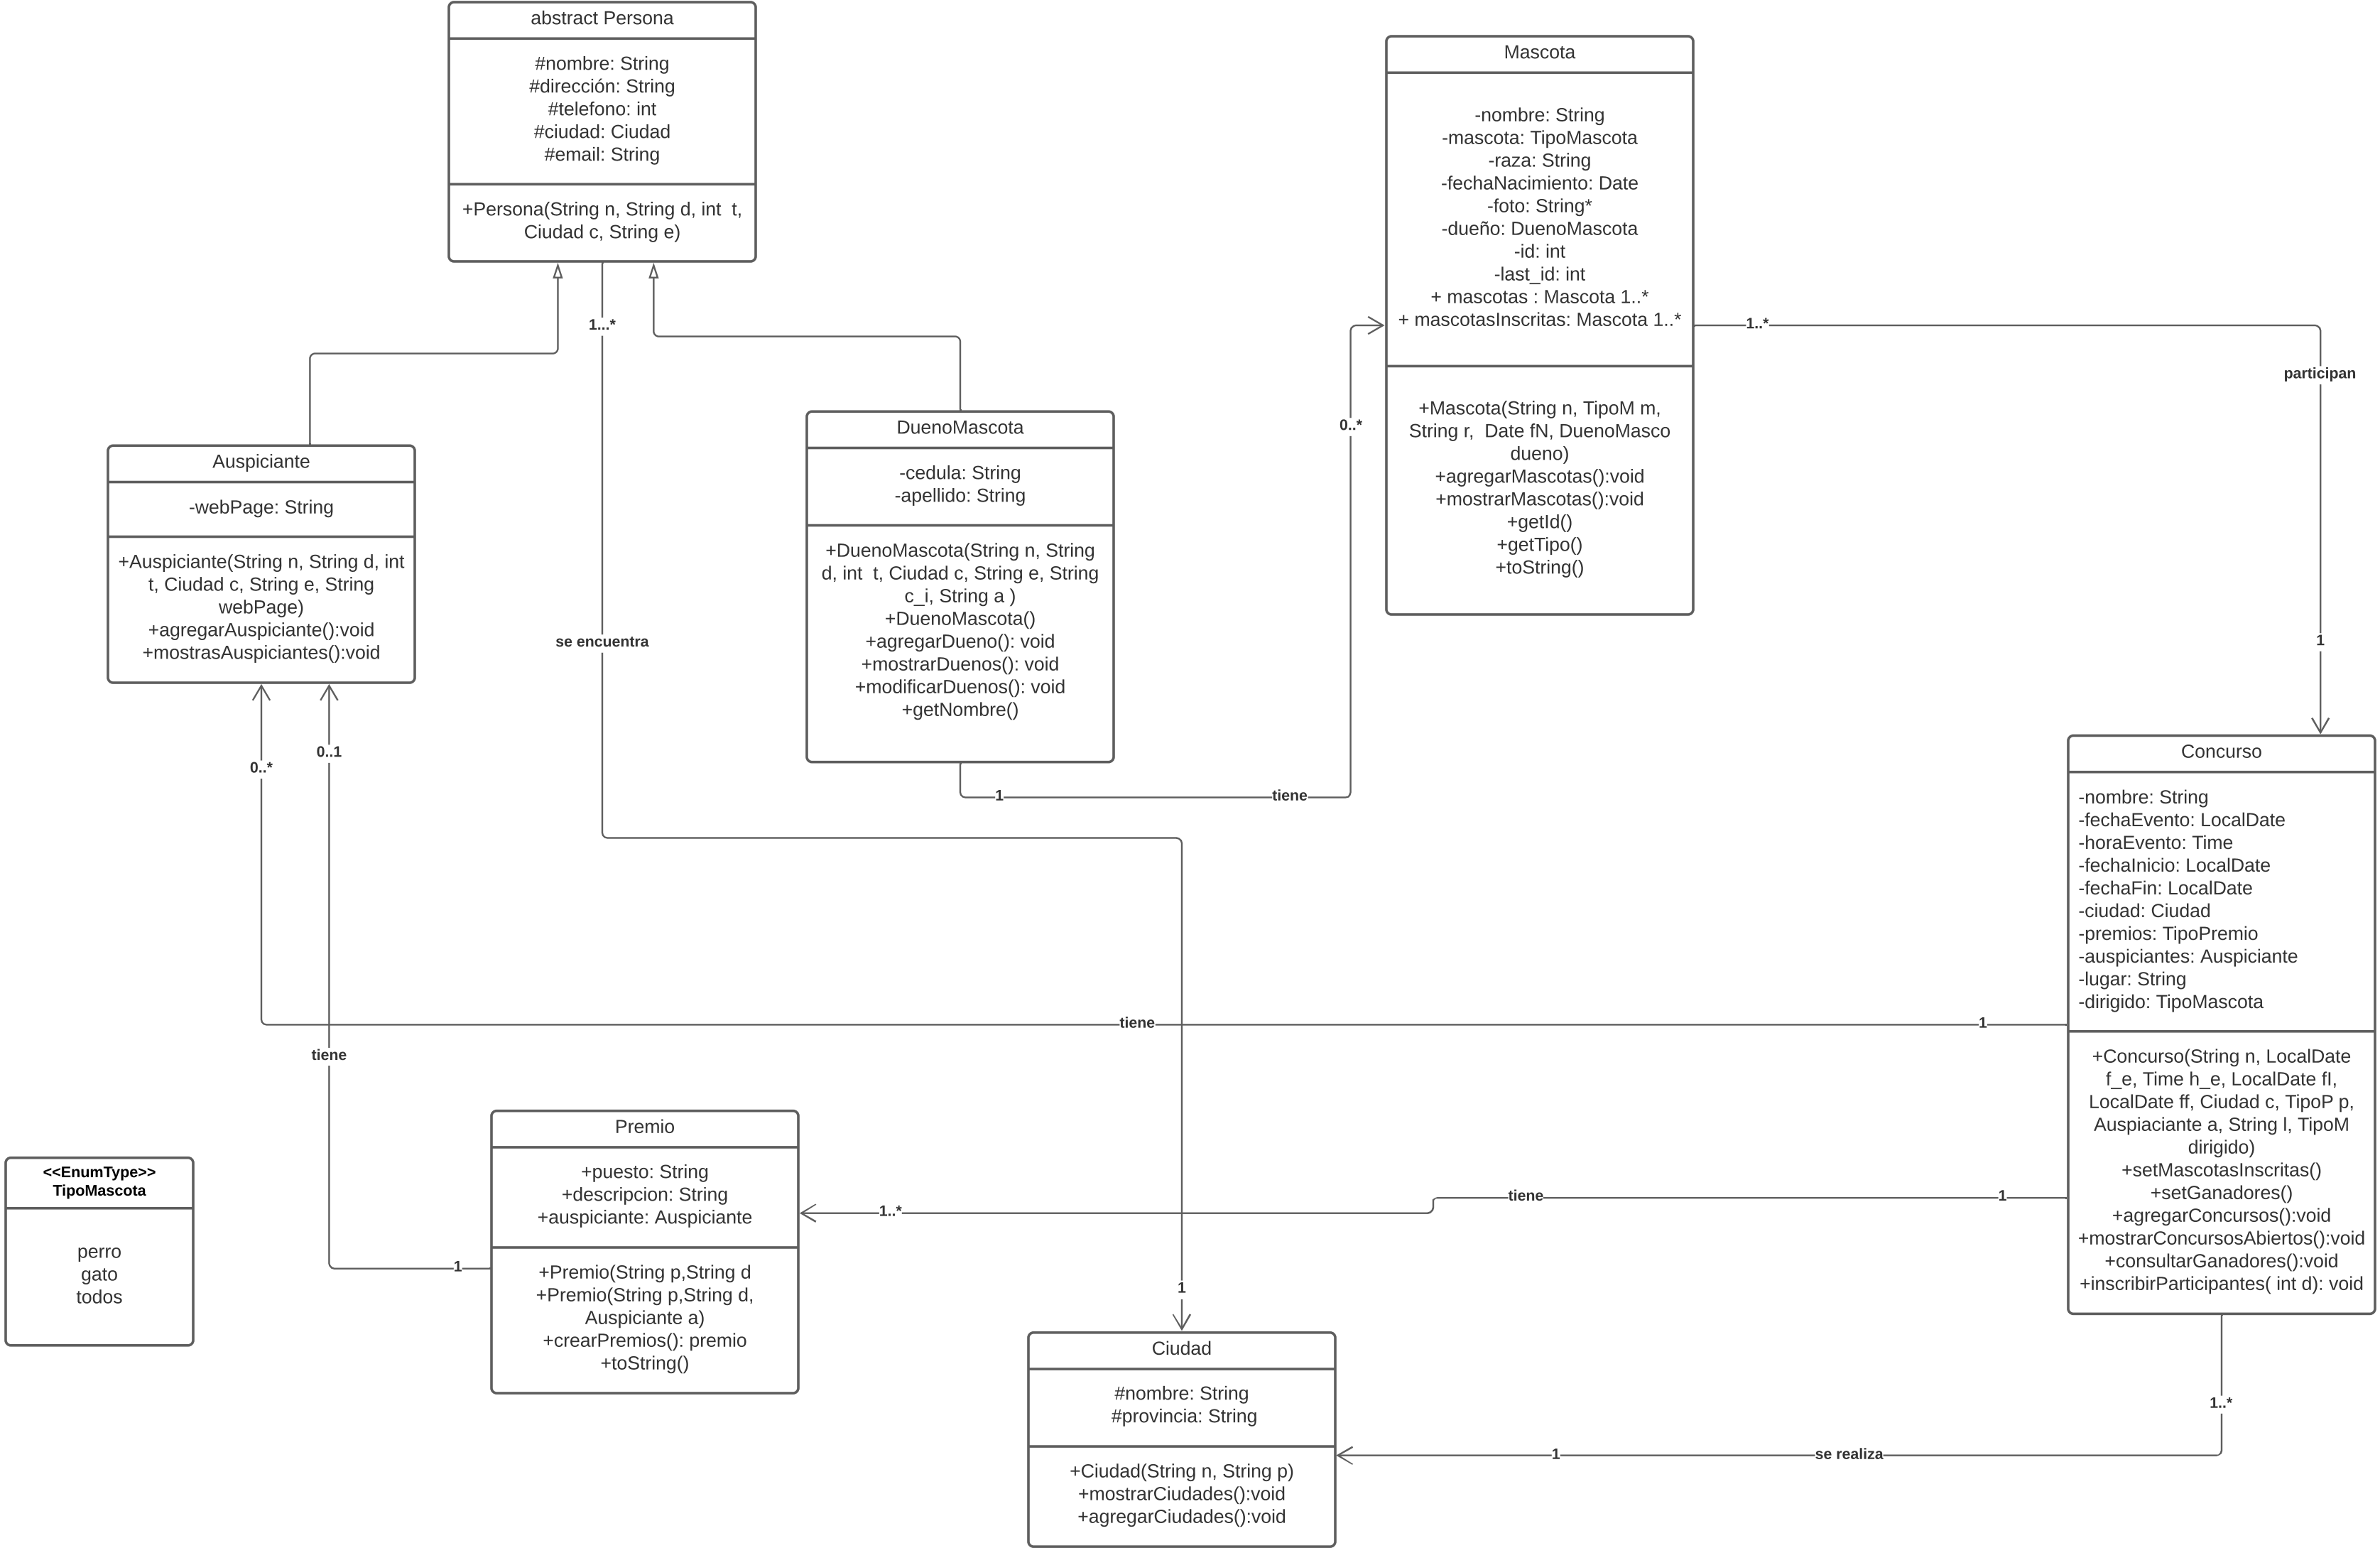 abstract Persona
#nombre: String
#dirección: String
#telefono: int
#ciudad: Ciudad
#email: String
+Persona(String n, String d, int  t,
Ciudad c, String e)
Mascota
-nombre: String
-mascota: TipoMascota
-raza: String
-fechaNacimiento: Date
-foto: String*
-dueño: DuenoMascota
-id: int
-last_id: int
+ mascotas : Mascota 1..*
+ mascotasInscritas: Mascota 1..*
+Mascota(String n, TipoM m,
String r,  Date fN, DuenoMasco
dueno)
+agregarMascotas():void
+mostrarMascotas():void
+getId()
+getTipo()
+toString()
1...*
1..*
participan
0..*
1
Auspiciante
-webPage: String
+Auspiciante(String n, String d, int
t, Ciudad c, String e, String
webPage)
+agregarAuspiciante():void
+mostrasAuspiciantes():void
DuenoMascota
-cedula: String
-apellido: String
+DuenoMascota(String n, String
d, int  t, Ciudad c, String e, String
c_i, String a )
+DuenoMascota()
+agregarDueno(): void
+mostrarDuenos(): void
+modificarDuenos(): void
+getNombre()
se encuentra
0..1
0..*
1
tiene
Concurso
-nombre: String
-fechaEvento: LocalDate
-horaEvento: Time
-fechaInicio: LocalDate
-fechaFin: LocalDate
-ciudad: Ciudad
-premios: TipoPremio
-auspiciantes: Auspiciante
-lugar: String
-dirigido: TipoMascota
+Concurso(String n, LocalDate
f_e, Time h_e, LocalDate fI,
LocalDate ff, Ciudad c, TipoP p,
Auspiaciante a, String l, TipoM
dirigido)
+setMascotasInscritas()
+setGanadores()
+agregarConcursos():void
+mostrarConcursosAbiertos():void
+consultarGanadores():void
+inscribirParticipantes( int d): void
tiene
1
tiene
<<EnumType>>
TipoMascota
perro
gato
todos
Premio
+puesto: String
+descripcion: String
+auspiciante: Auspiciante
+Premio(String p,String d
+Premio(String p,String d,
Auspiciante a)
+crearPremios(): premio
+toString()
1
1..*
tiene
1
1
Ciudad
#nombre: String
#provincia: String
+Ciudad(String n, String p)
+mostrarCiudades():void
+agregarCiudades():void
1..*
1
se realiza